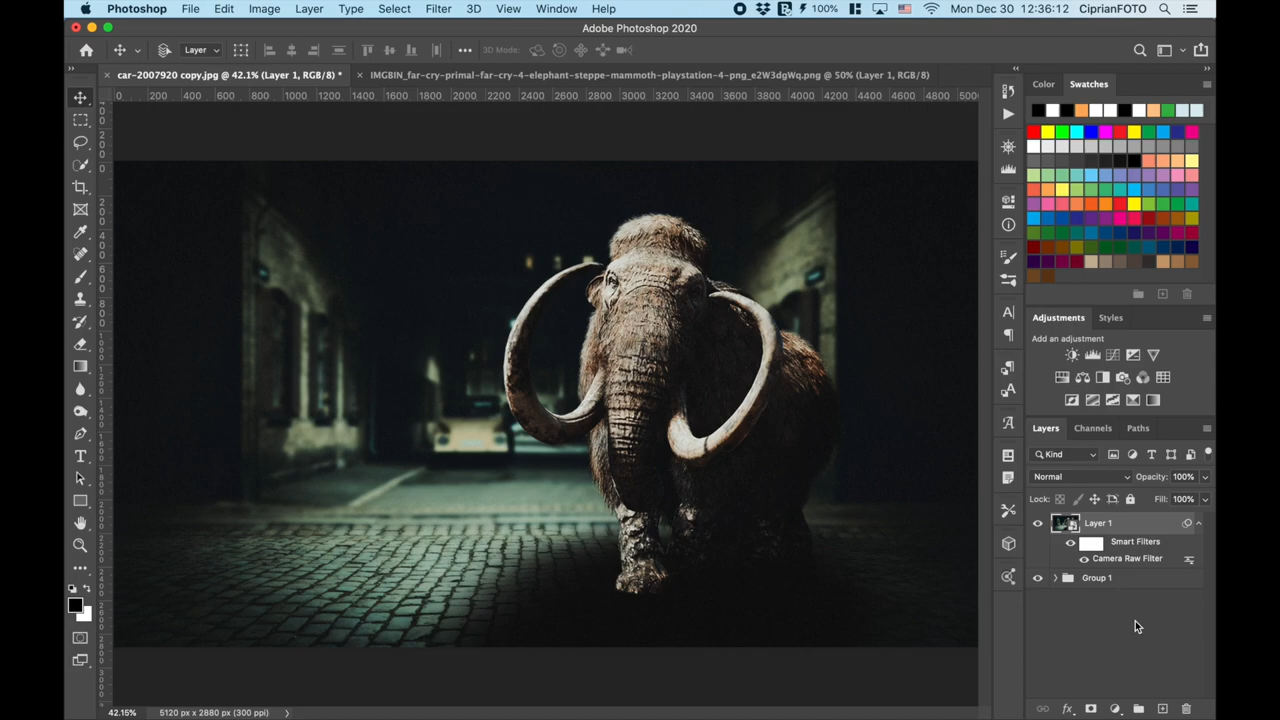 Photoshop File Edit Image Layer Type Select Filter 3D View Window Help 100% Mon Dec 30 12:36:12 CiprianFOTO
Adobe Photoshop 2020
Layer 3D Mode:
car-2007920 copy.jpg @ 42.1% (Layer 1, RGB/8) * IMGBIN_far-cry-primal-far-cry-4-elephant-steppe-mammoth-playstation-4-png_e2W3dgWq.png @ 50% (Layer 1, RGB/8)
0 200 400 600 800 1000 1200 1400 1600 1800 2000 2200 2400 2600 2800 3000 3200 3400 3600 3800 4000 4200 4400 4600 4800
Color Swatches
Adjustments Styles
Add an adjustment
Layers Channels Paths
Kind
Normal Opacity: 100%
Lock: Fill: 100%
Layer 1
Smart Filters
Camera Raw Filter
Group 1
42.15% 5120 px x 2880 px (300 ppi)